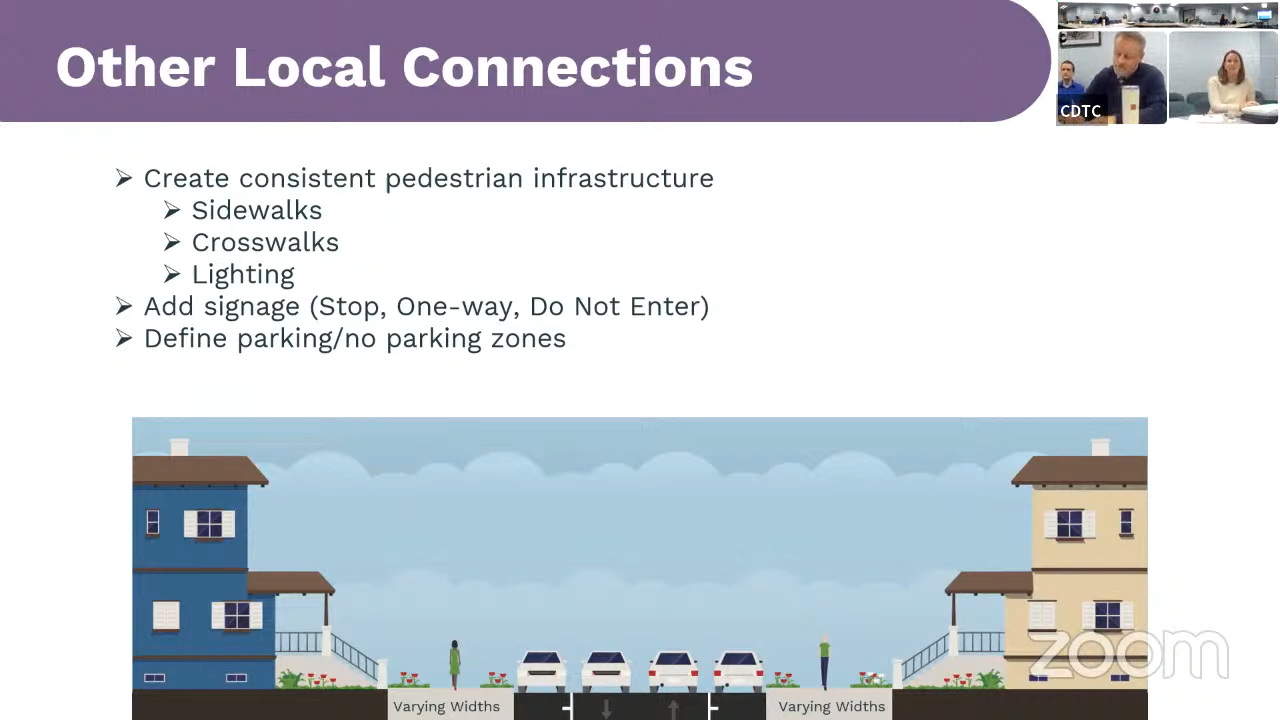 Other Local Connections
CDTC
Create consistent pedestrian infrastructure
Sidewalks
Crosswalks
Lighting
Add signage (Stop, One-way, Do Not Enter)
Define parking/no parking zones
Varying Widths
Varying Widths
zoom